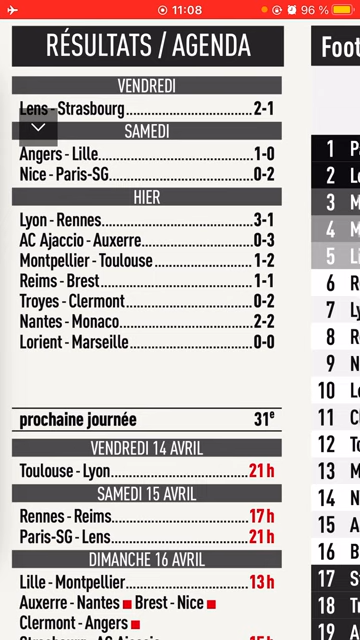 11:08
96 %
RÉSULTATS / AGENDA
VENDREDI
Lens - Strasbourg 2-1
SAMEDI
Angers - Lille 1-0
Nice - Paris-SG 0-2
HIER
Lyon - Rennes 3-1
AC Ajaccio - Auxerre 0-3
Montpellier - Toulouse 1-2
Reims - Brest 1-1
Troyes - Clermont 0-2
Nantes - Monaco 2-2
Lorient - Marseille 0-0
prochaine journée 31e
VENDREDI 14 AVRIL
Toulouse - Lyon 21 h
SAMEDI 15 AVRIL
Rennes - Reims 17 h
Paris-SG - Lens 21 h
DIMANCHE 16 AVRIL
Lille - Montpellier 13 h
Auxerre - Nantes Brest - Nice
Clermont - Angers
Foot
1 P
2 L
3 M
4 M
5 Li
6 R
7 Ly
8 R
9 N
10 L
11 C
12 T
13 M
14 N
15 A
16 B
17 S
18 T
19 A